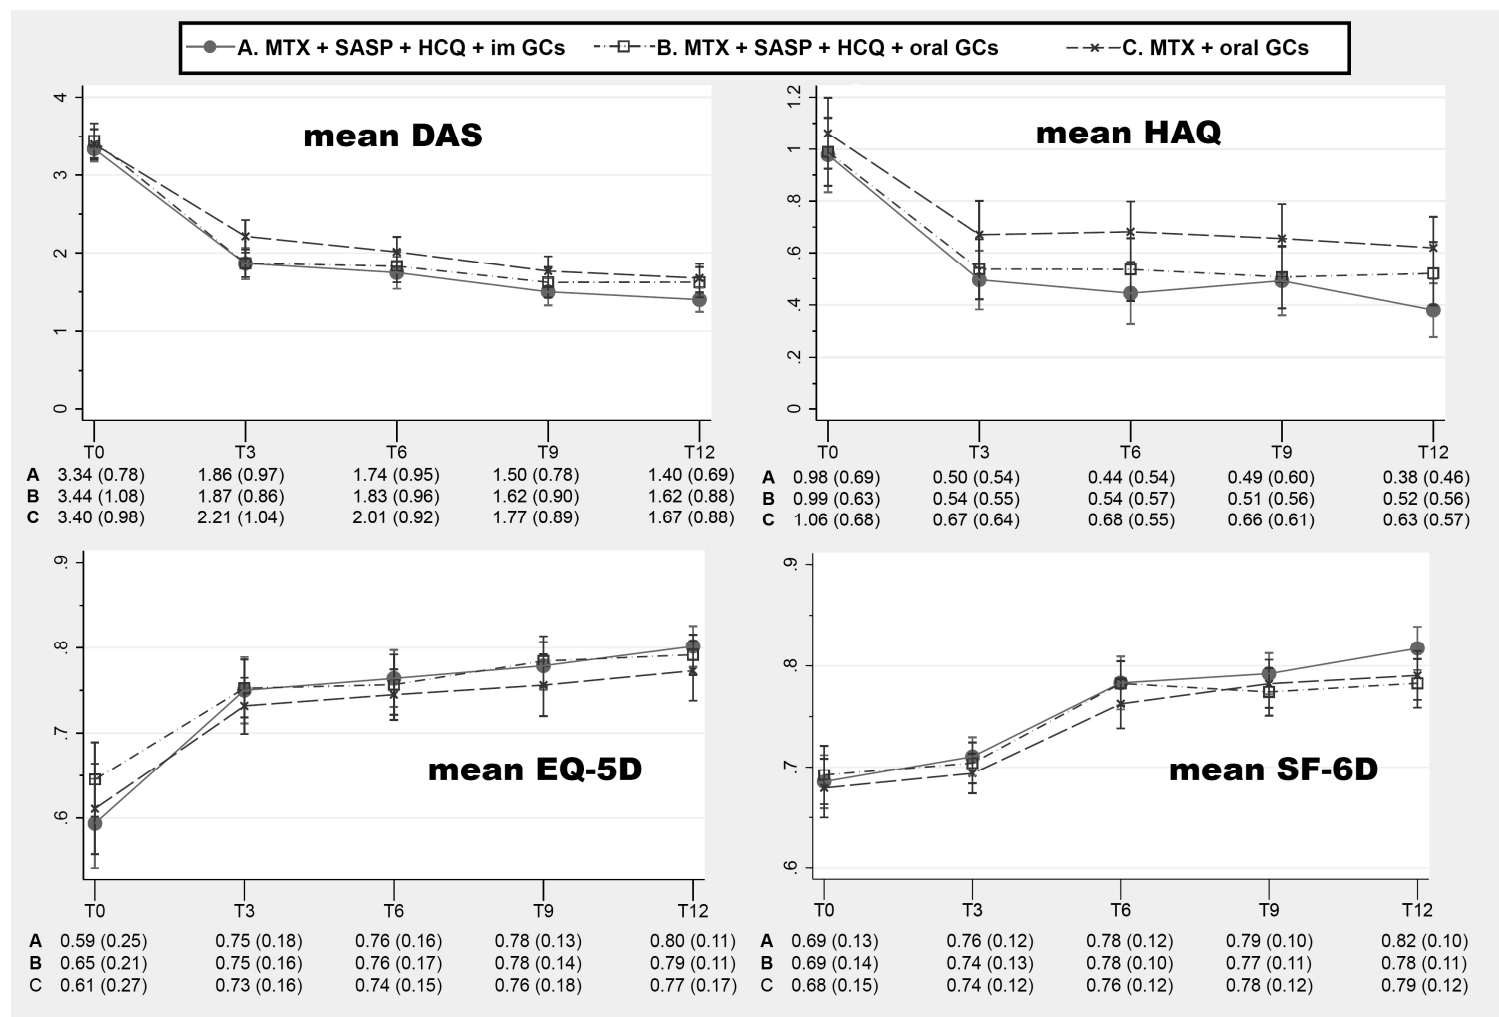 A. MTX + SASP + HCQ + im GCs B. MTX + SASP + HCQ + oral GCs C. MTX + oral GCs
mean DAS
4
3
2
1
0
T0 T3 T6 T9 T12
A 3.34 (0.78) 1.86 (0.97) 1.74 (0.95) 1.50 (0.78) 1.40 (0.69)
B 3.44 (1.08) 1.87 (0.86) 1.83 (0.96) 1.62 (0.90) 1.62 (0.88)
C 3.40 (0.98) 2.21 (1.04) 2.01 (0.92) 1.77 (0.89) 1.67 (0.88)
mean HAQ
1.2
1
.8
.6
.4
.2
0
T0 T3 T6 T9 T12
A 0.98 (0.69) 0.50 (0.54) 0.44 (0.54) 0.49 (0.60) 0.38 (0.46)
B 0.99 (0.63) 0.54 (0.55) 0.54 (0.57) 0.51 (0.56) 0.52 (0.56)
C 1.06 (0.68) 0.67 (0.64) 0.68 (0.55) 0.66 (0.61) 0.63 (0.57)
.9
.8
.7
.6
mean EQ-5D
T0 T3 T6 T9 T12
A 0.59 (0.25) 0.75 (0.18) 0.76 (0.16) 0.78 (0.13) 0.80 (0.11)
B 0.65 (0.21) 0.75 (0.16) 0.76 (0.17) 0.78 (0.14) 0.79 (0.11)
C 0.61 (0.27) 0.73 (0.16) 0.74 (0.15) 0.76 (0.18) 0.77 (0.17)
.9
.8
.7
.6
mean SF-6D
T0 T3 T6 T9 T12
A 0.69 (0.13) 0.76 (0.12) 0.78 (0.12) 0.79 (0.10) 0.82 (0.10)
B 0.69 (0.14) 0.74 (0.13) 0.78 (0.10) 0.77 (0.11) 0.78 (0.11)
C 0.68 (0.15) 0.74 (0.12) 0.76 (0.12) 0.78 (0.12) 0.79 (0.12)